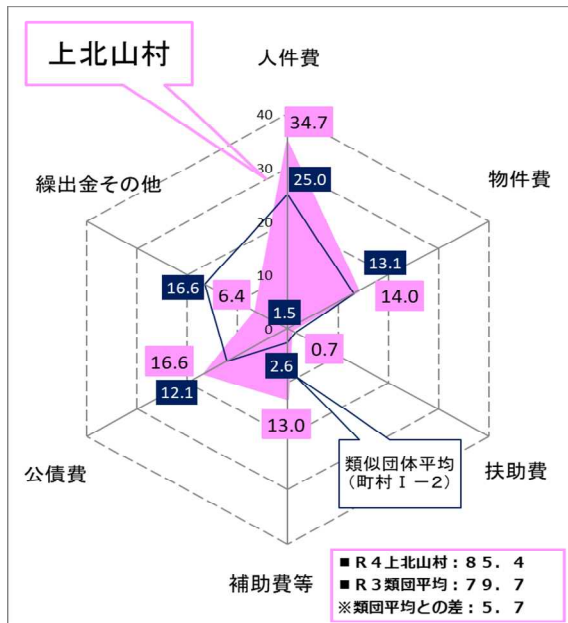 上北山村
人件費
40
34.7
30
25.0
繰出金その他
物件費
20
13.1
16.6
6.4
10
14.0
1.5
0
0.7
16.6
2.6
12.1
13.0
類似団体平均
(町村Ⅰ-2)
公債費
扶助費
補助費等
■R4上北山村:85.4
■R3類団平均:79.7
※類団平均との差:5.7